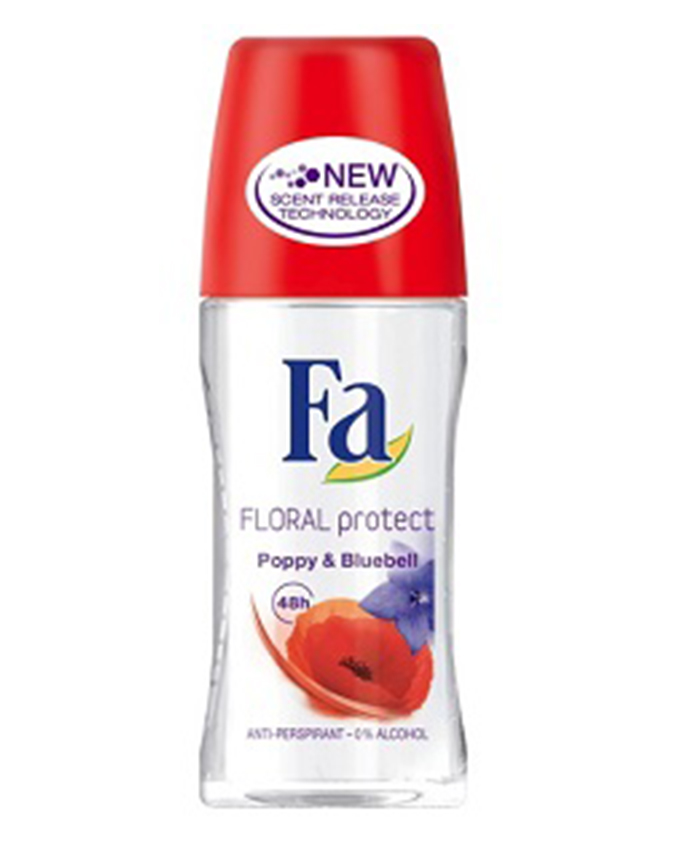 NEW
SCENT RELEASE
TECHNOLOGY
Fa
FLORAL protect
Poppy & Bluebell
48h
ANTI-PERSPIRANT - 0% ALCOHOL